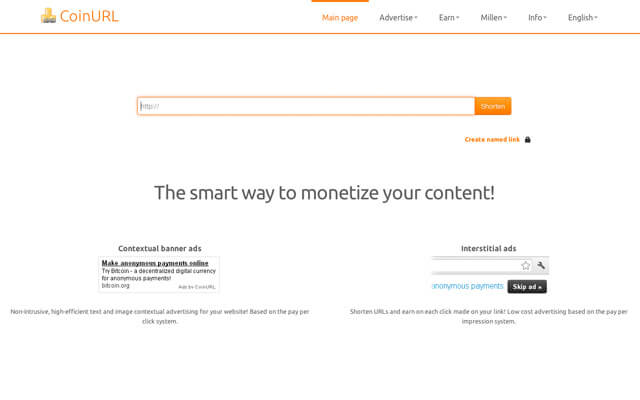 CoinURL
Main page
Advertise
Earn
Millen
Info
English
http://
Shorten
Create named link
The smart way to monetize your content!
Contextual banner ads
Make anonymous payments online
Try Bitcoin - a decentralized digital currency
for anonymous payments!
bitcoin.org
Ads by CoinURL
Non-intrusive, high-efficient text and image contextual advertising for your website! Based on the pay per
click system.
Interstitial ads
anonymous payments
Skip ad »
Shorten URLs and earn on each click made on your link! Low cost advertising based on the pay per
impression system.